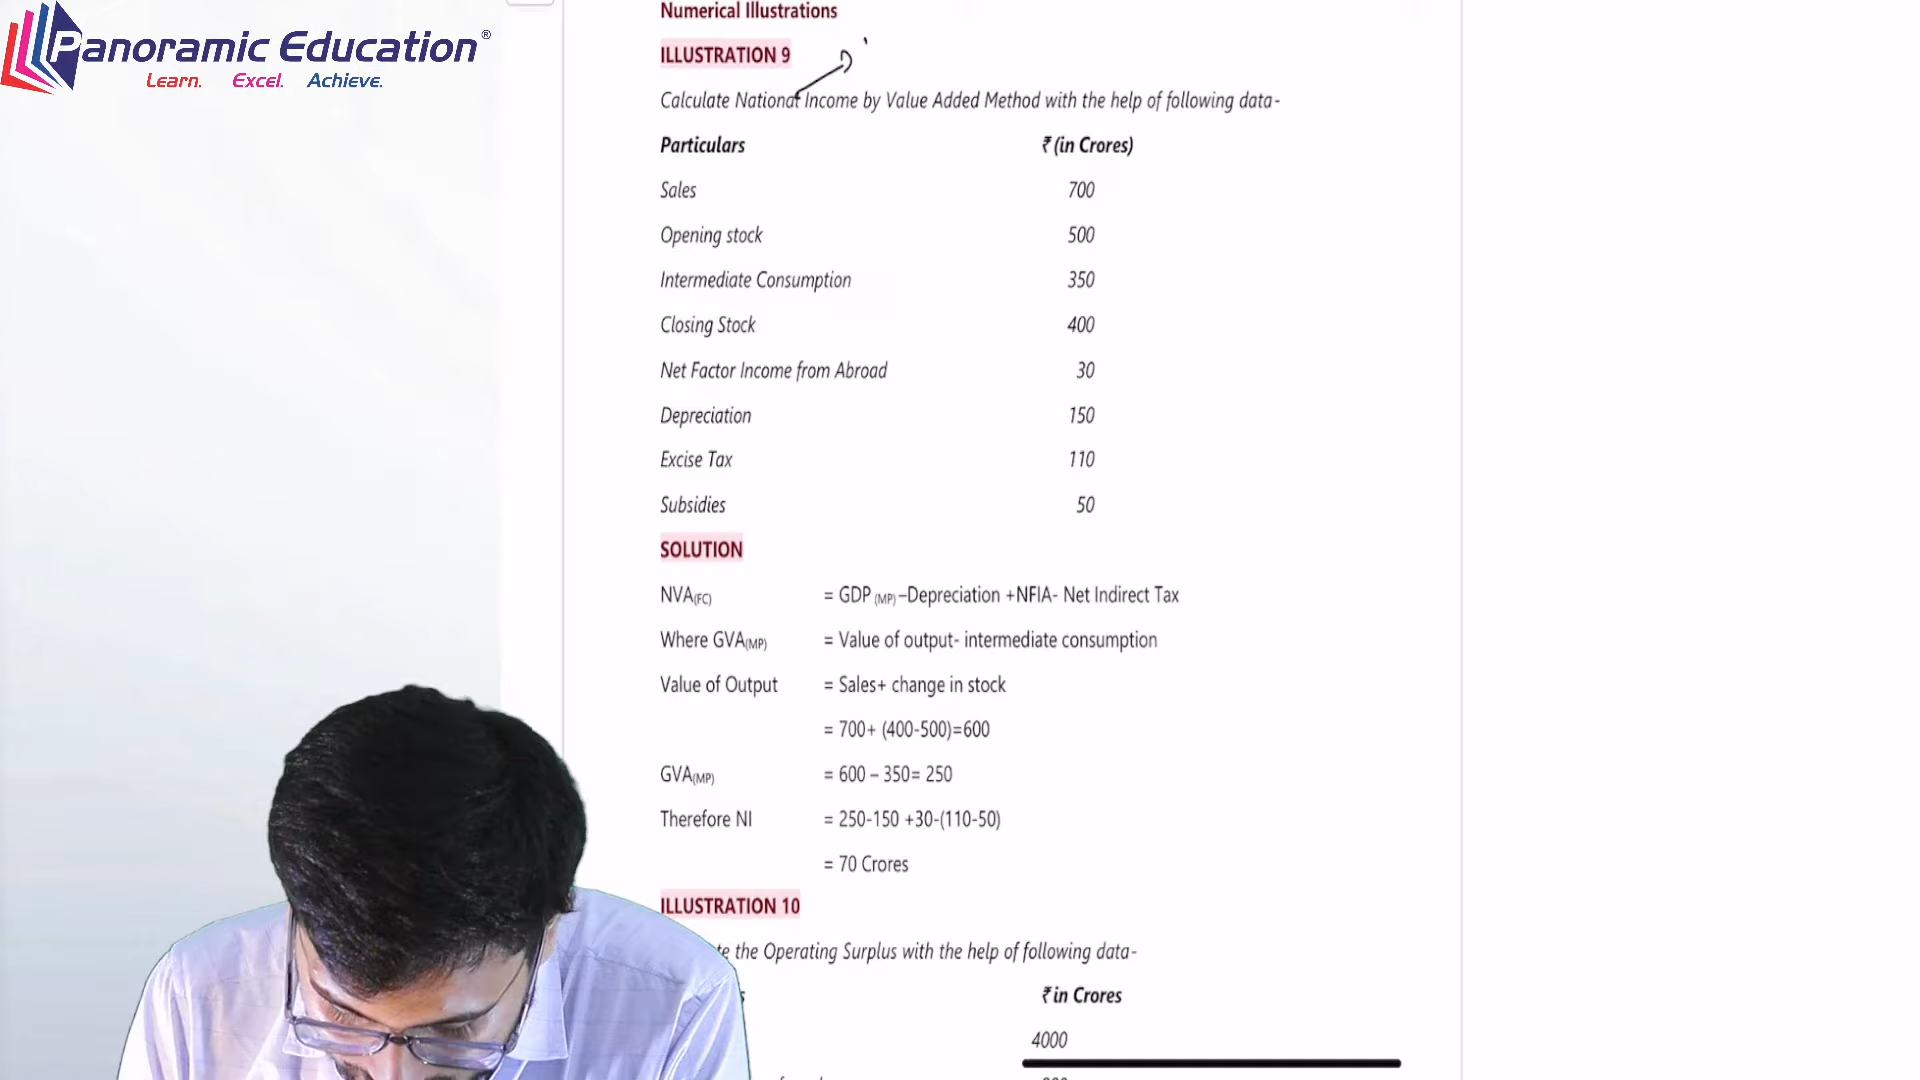 Panoramic Education®
Learn. Excel. Achieve.
Numerical Illustrations
ILLUSTRATION 9
Calculate National Income by Value Added Method with the help of following data-
Particulars ₹ (in Crores)
Sales 700
Opening stock 500
Intermediate Consumption 350
Closing Stock 400
Net Factor Income from Abroad 30
Depreciation 150
Excise Tax 110
Subsidies 50
SOLUTION
NVA(FC) = GDP (MP) –Depreciation +NFIA- Net Indirect Tax
Where GVA(MP) = Value of output- intermediate consumption
Value of Output = Sales+ change in stock
= 700+ (400-500)=600
GVA(MP) = 600 – 350= 250
Therefore NI = 250-150 +30-(110-50)
= 70 Crores
ILLUSTRATION 10
the Operating Surplus with the help of following data-
₹ in Crores
4000